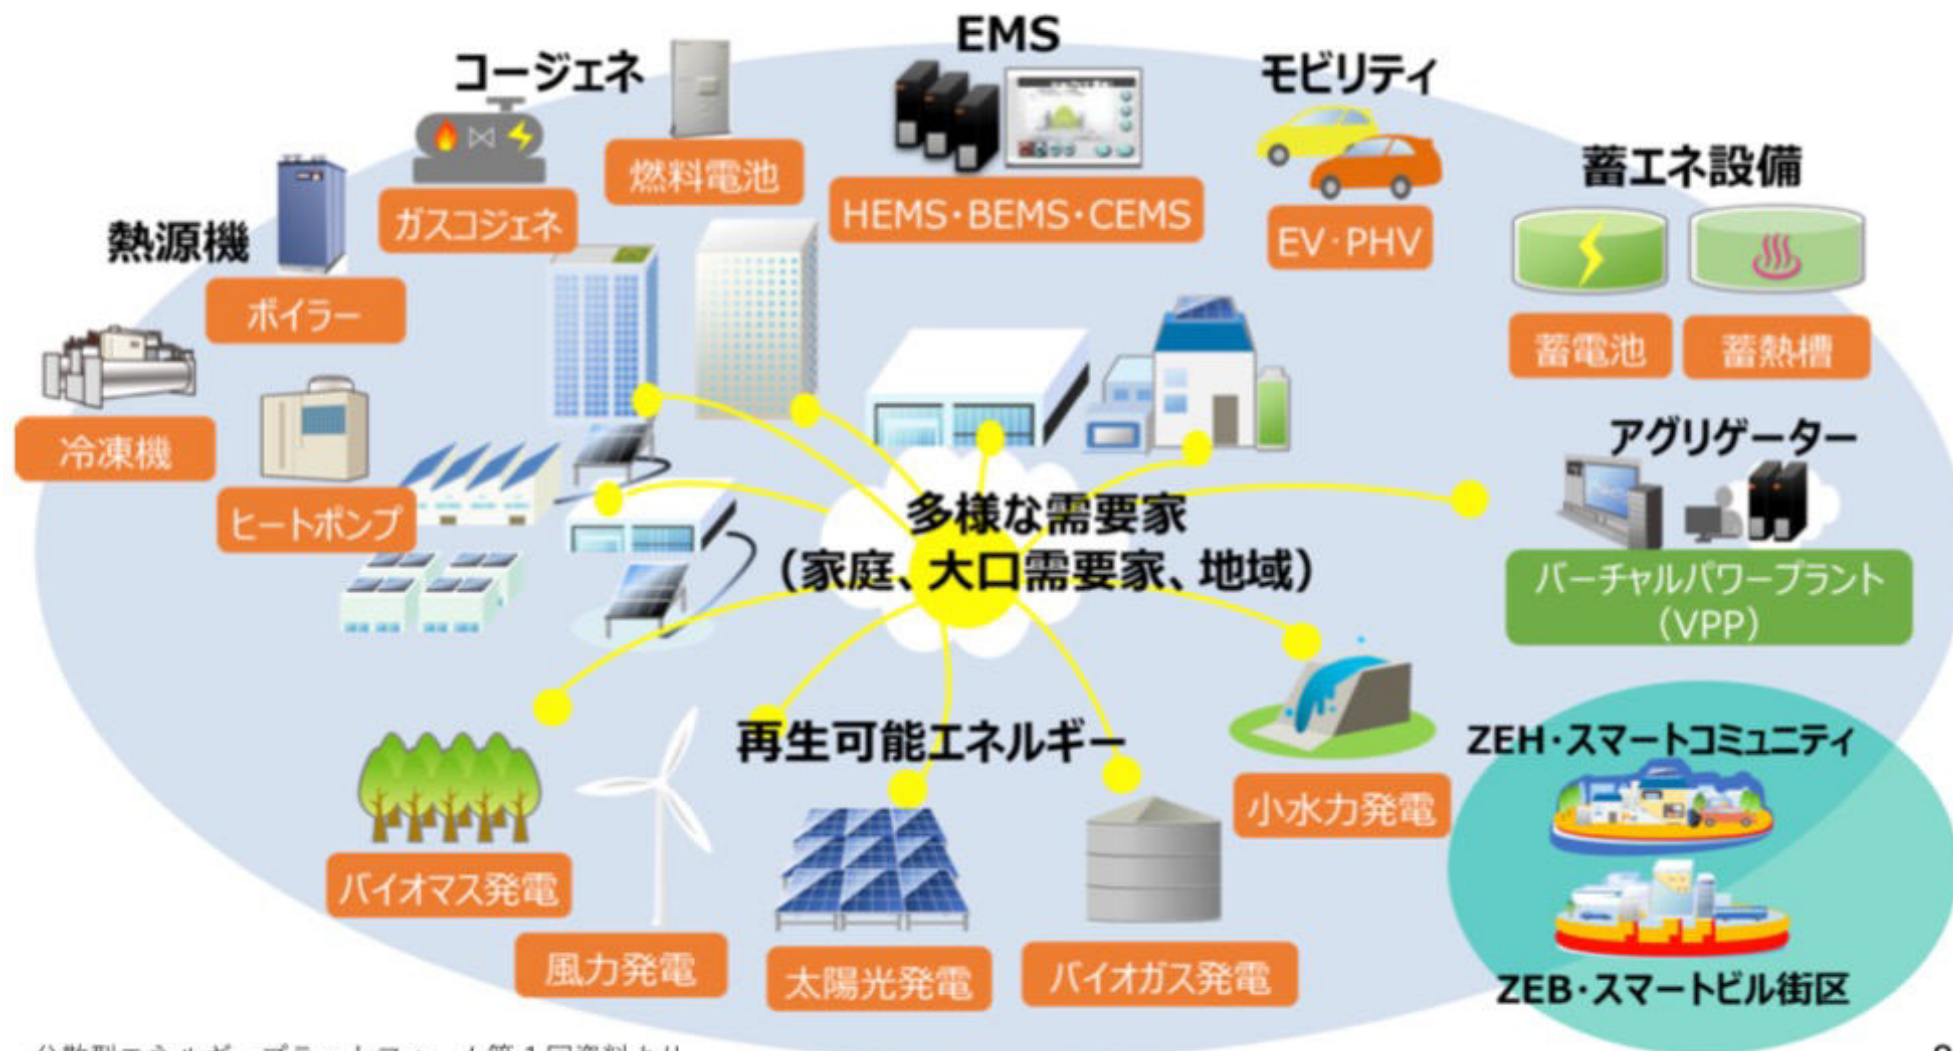 EMS
コージェネ
モビリティ
蓄エネ設備
燃料電池
HEMS・BEMS・CEMS
ガスコジェネ
EV・PHV
熱源機
ボイラー
蓄電池
蓄熱槽
冷凍機
アグリゲーター
ヒートポンプ
多様な需要家
（家庭、大口需要家、地域）
バーチャルパワープラント
（VPP）
再生可能エネルギー
ZEH・スマートコミュニティ
小水力発電
バイオマス発電
風力発電
太陽光発電
バイオガス発電
ZEB・スマートビル街区